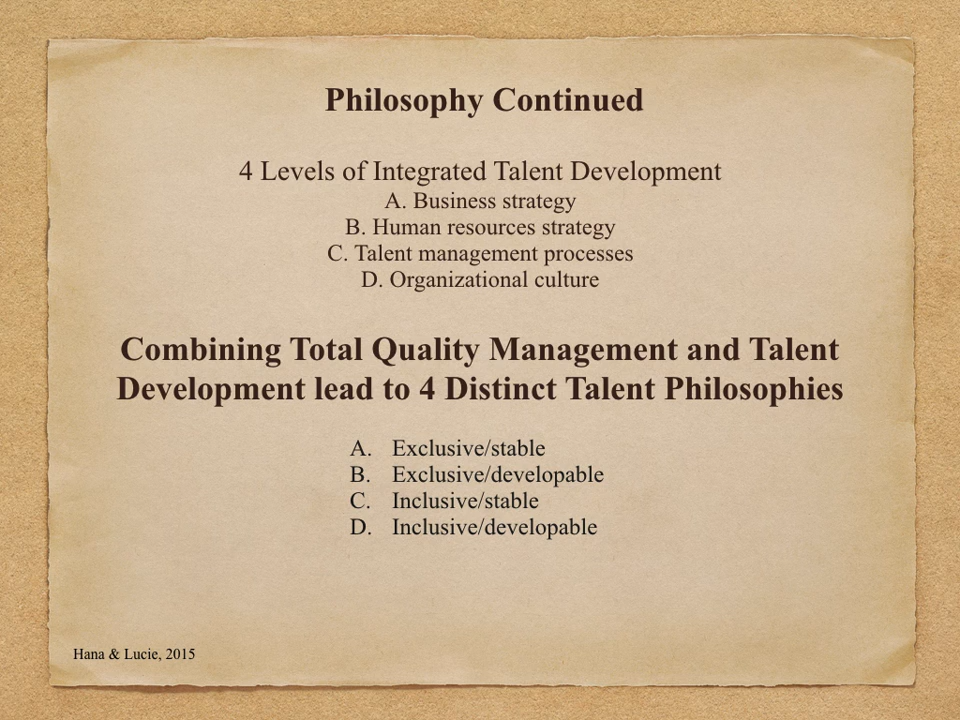 Philosophy Continued
4 Levels of Integrated Talent Development
A. Business strategy
B. Human resources strategy
C. Talent management processes
D. Organizational culture
Combining Total Quality Management and Talent
Development lead to 4 Distinct Talent Philosophies
A. Exclusive/stable
B. Exclusive/developable
C. Inclusive/stable
D. Inclusive/developable
Hana & Lucie, 2015